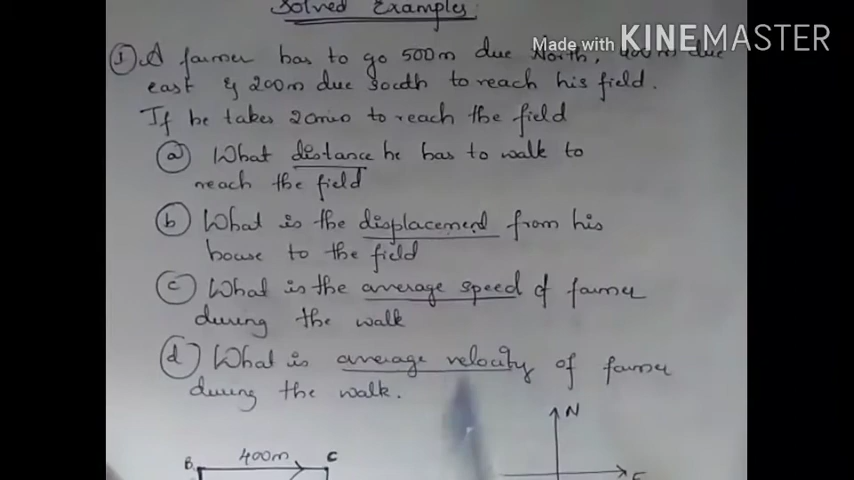 Solved Examples
Made with KINEMASTER
1 A farmer has to go 500m due North, 400m due
east & 200m due south to reach his field.
If he takes 20min to reach the field
a What distance he has to walk to
reach the field
b What is the displacement from his
house to the field
c What is the average speed of farmer
during the walk
d What is average velocity of farmer
during the walk.
N
B 400m C
E